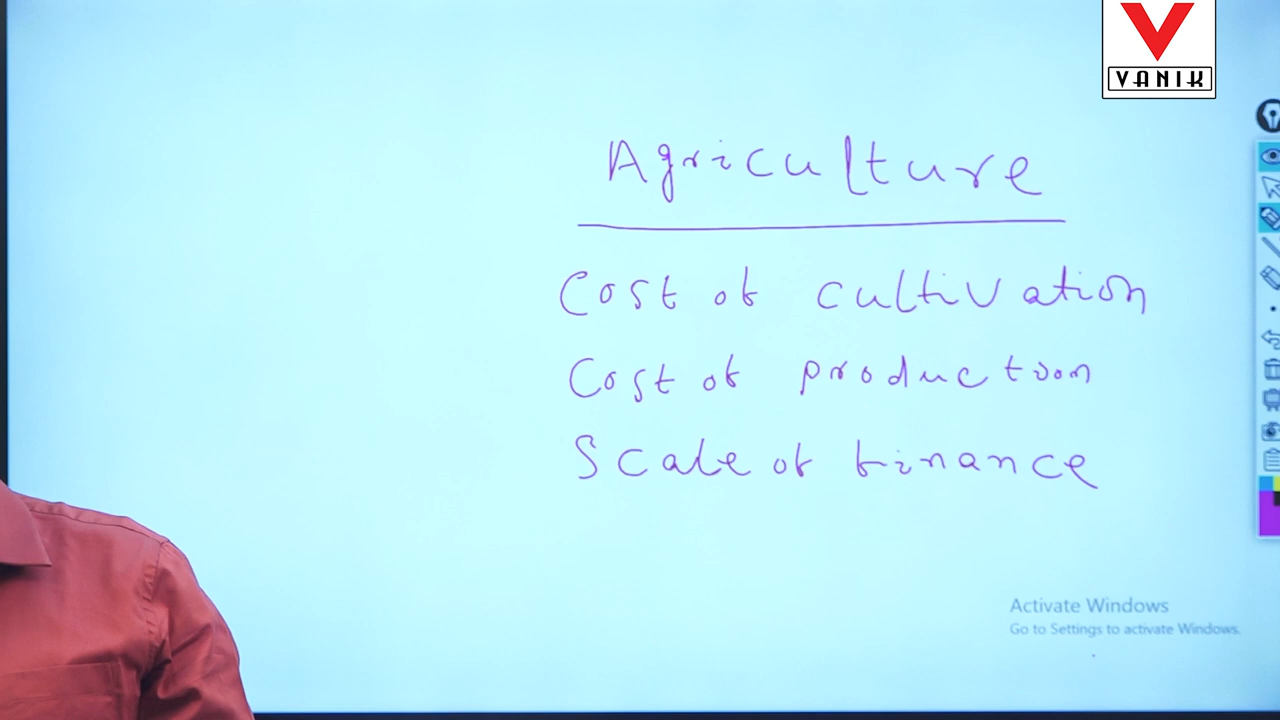 VANIK
Agriculture
Cost of cultivation
Cost of production
Scale of finance
Activate Windows
Go to Settings to activate Windows.